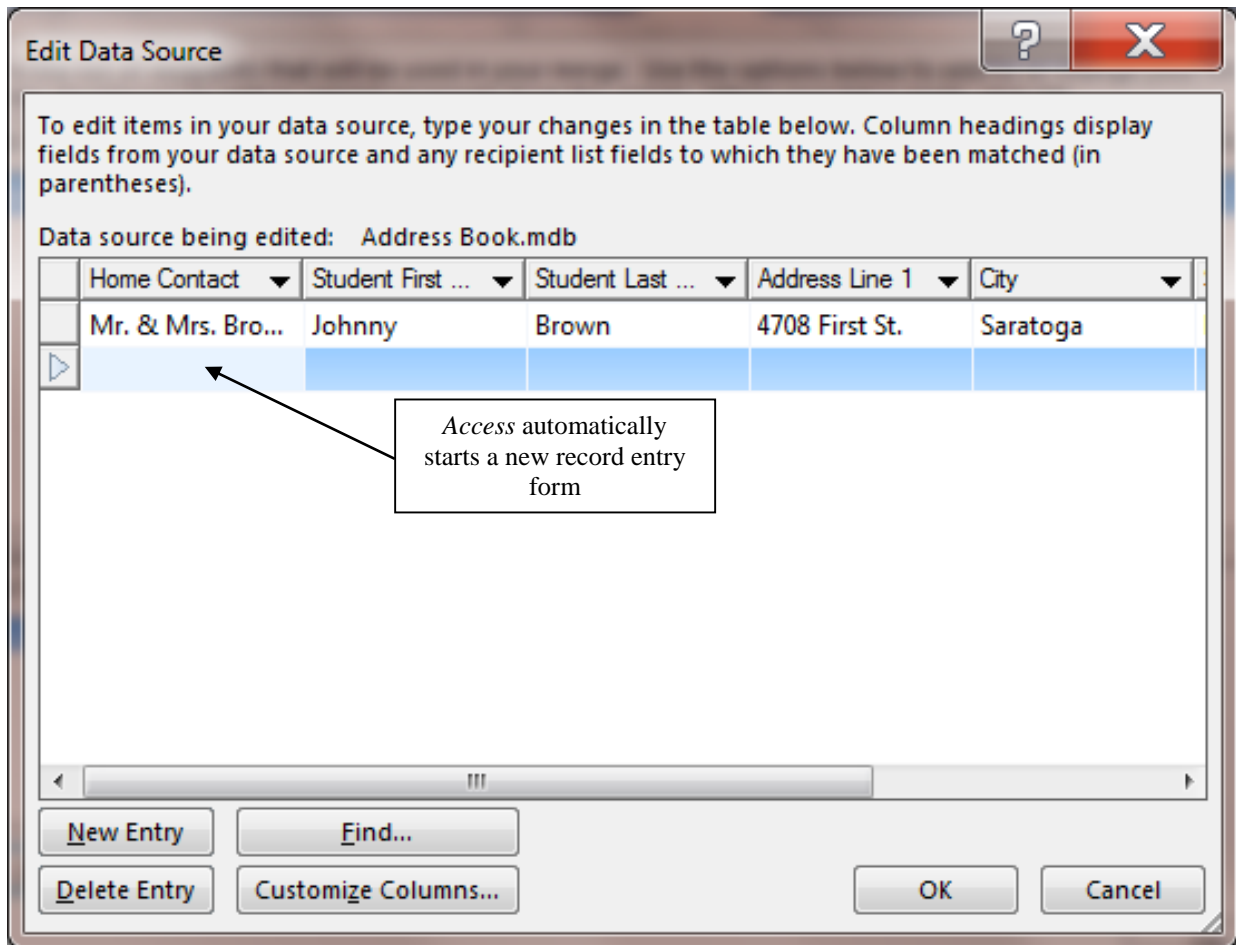 Edit Data Source
To edit items in your data source, type your changes in the table below. Column headings display
fields from your data source and any recipient list fields to which they have been matched (in
parentheses).
Data source being edited: Address Book.mdb
Home Contact Student First ... Student Last ... Address Line 1 City
Mr. & Mrs. Bro... Johnny Brown 4708 First St. Saratoga
Access automatically
starts a new record entry
form
New Entry Find...
Delete Entry Customize Columns... OK Cancel